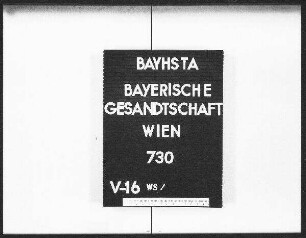 BAYHSTA
BAYERISCHE
GESANDTSCHAFT
WIEN
730
V-16 WS/